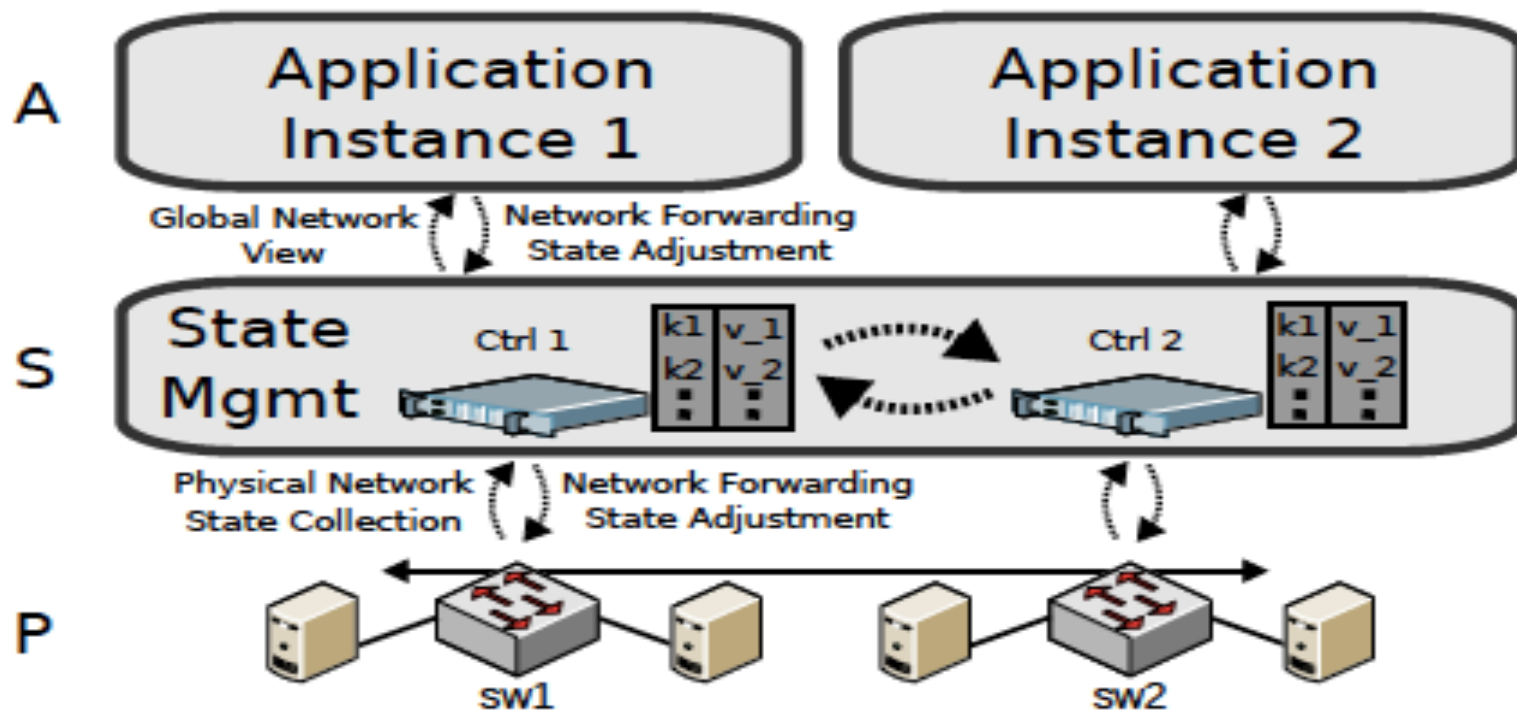 A
Application
Instance 1
Application
Instance 2
Global Network
View
Network Forwarding
State Adjustment
S
State
Mgmt
Ctrl 1
k1 v_1
k2 v_2
Ctrl 2
k1 v_1
k2 v_2
Physical Network
State Collection
Network Forwarding
State Adjustment
P
sw1
sw2